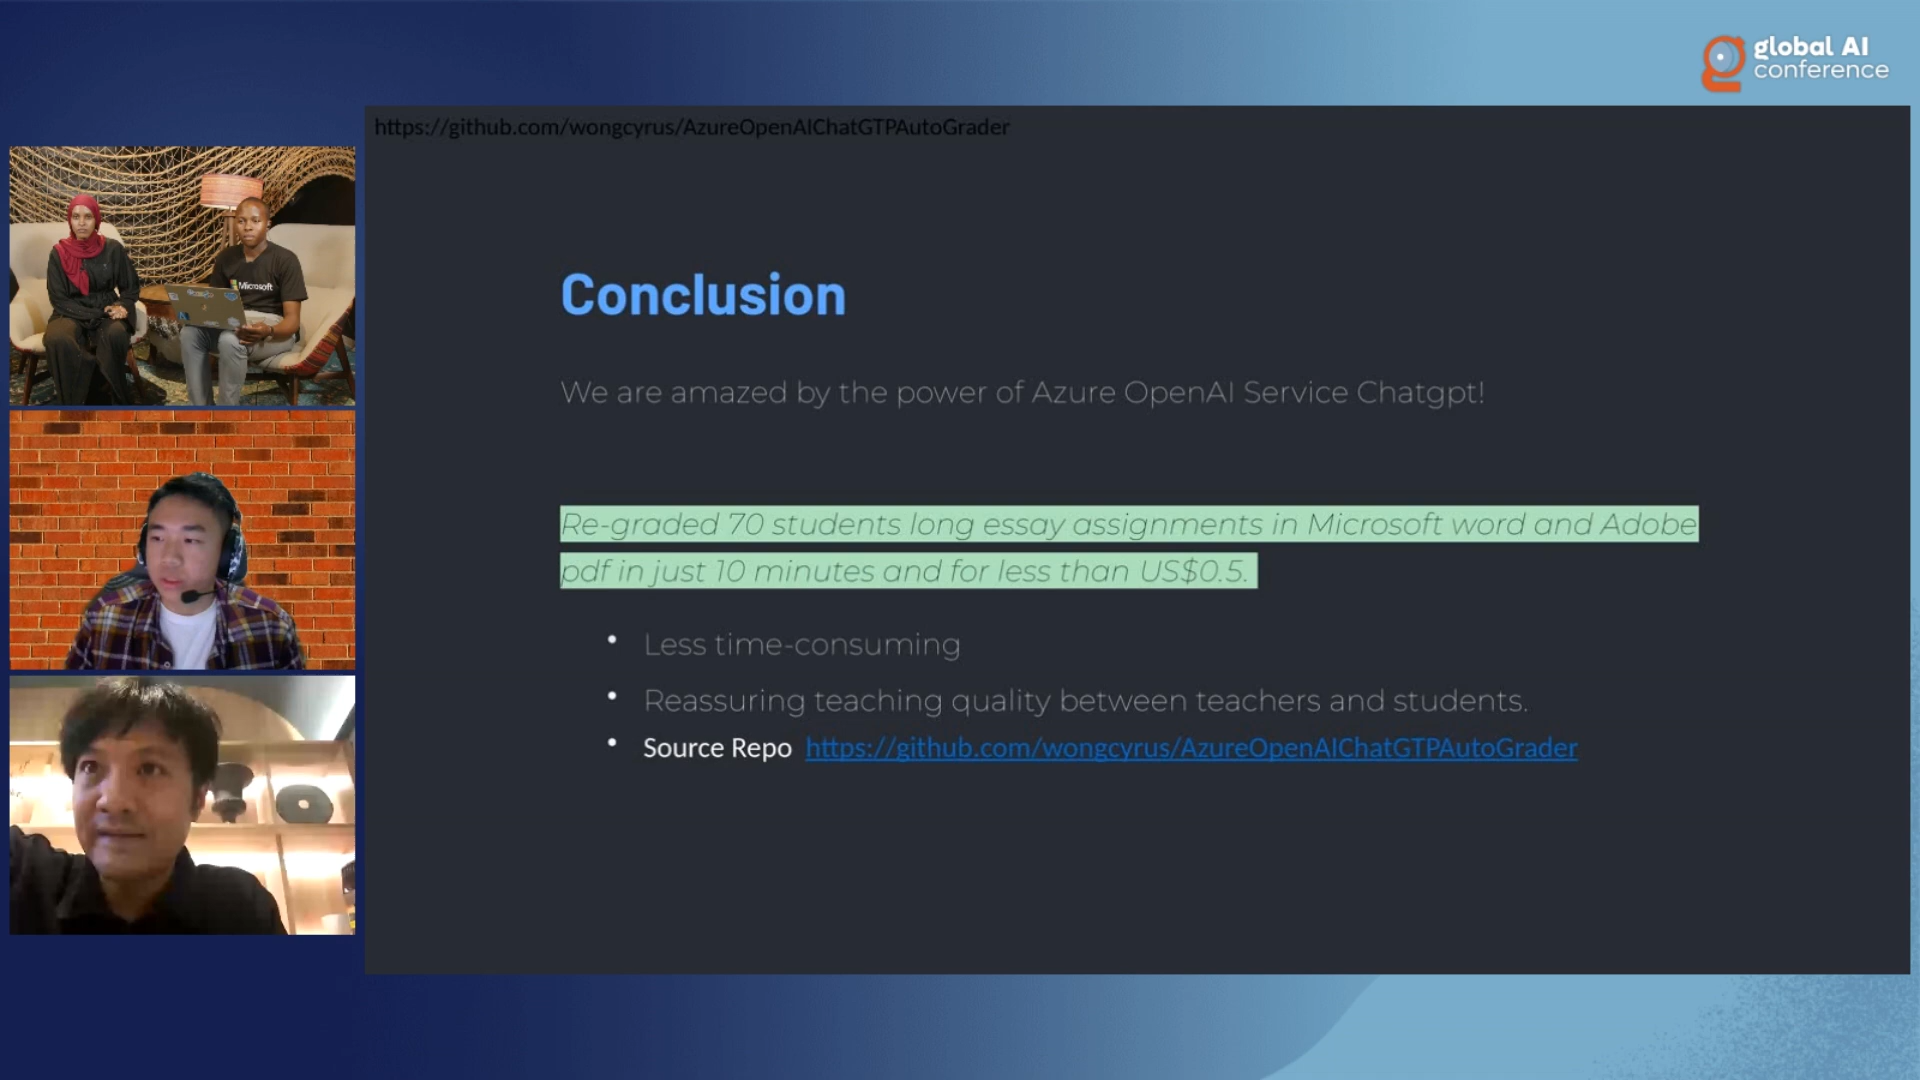 global AI
conference
https://github.com/wongcyrus/AzureOpenAIChatGTPAutoGrader
Microsoft
Conclusion
We are amazed by the power of Azure OpenAI Service Chatgpt!
Re-graded 70 students long essay assignments in Microsoft word and Adobe
pdf in just 10 minutes and for less than US$0.5.
• Less time-consuming
• Reassuring teaching quality between teachers and students.
• Source Repo https://github.com/wongcyrus/AzureOpenAIChatGTPAutoGrader